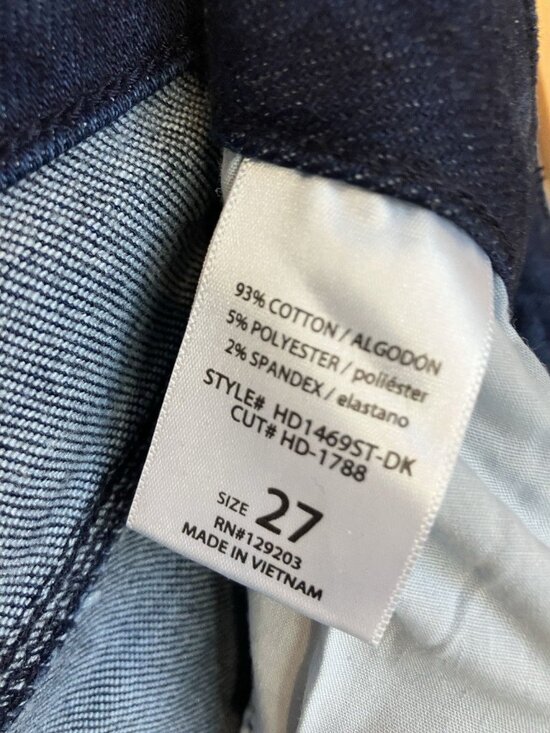 93% COTTON / ALGODÓN
5% POLYESTER / poliéster
2% SPANDEX / elastano
STYLE# HD1469ST-DK
CUT# HD-1788
SIZE 27
RN#129203
MADE IN VIETNAM